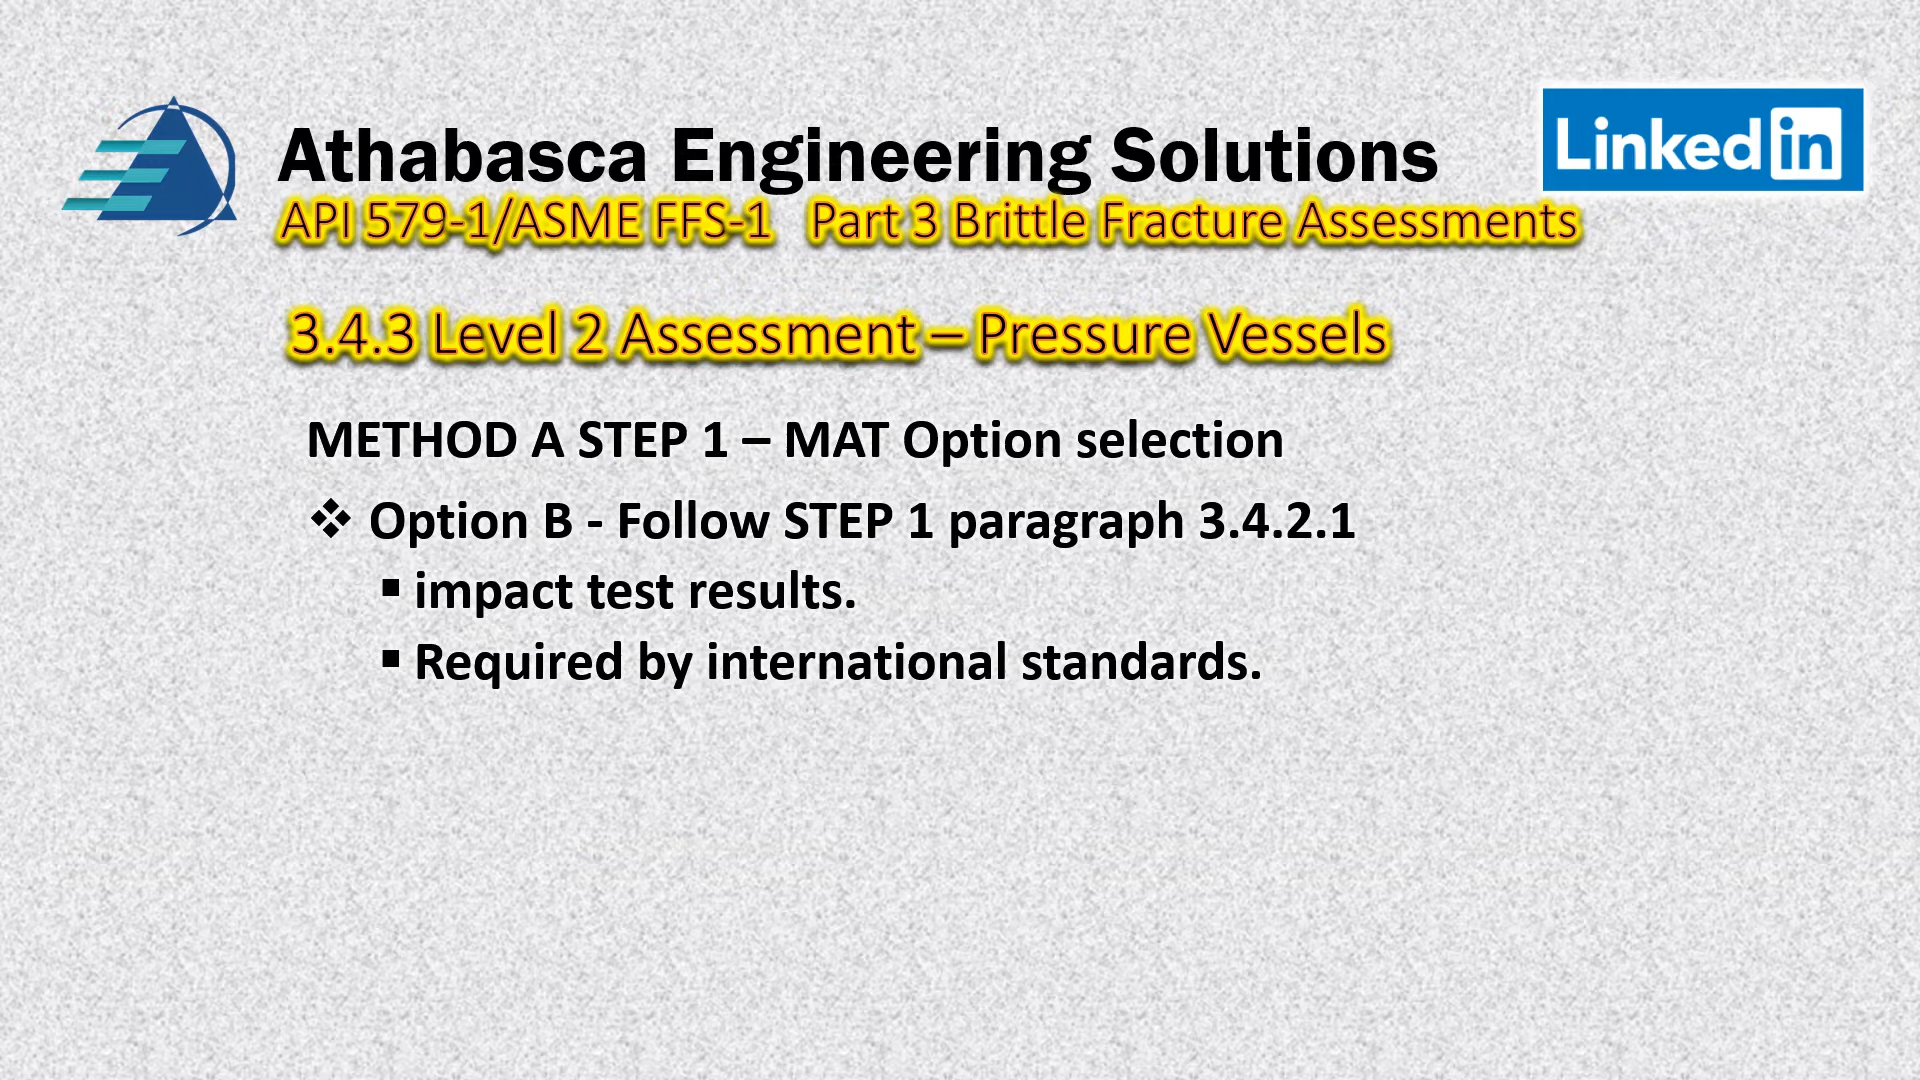 Athabasca Engineering Solutions
Linked in
API 579-1/ASME FFS-1 Part 3 Brittle Fracture Assessments
3.4.3 Level 2 Assessment – Pressure Vessels
METHOD A STEP 1 – MAT Option selection
❖ Option B - Follow STEP 1 paragraph 3.4.2.1
▪ impact test results.
▪ Required by international standards.